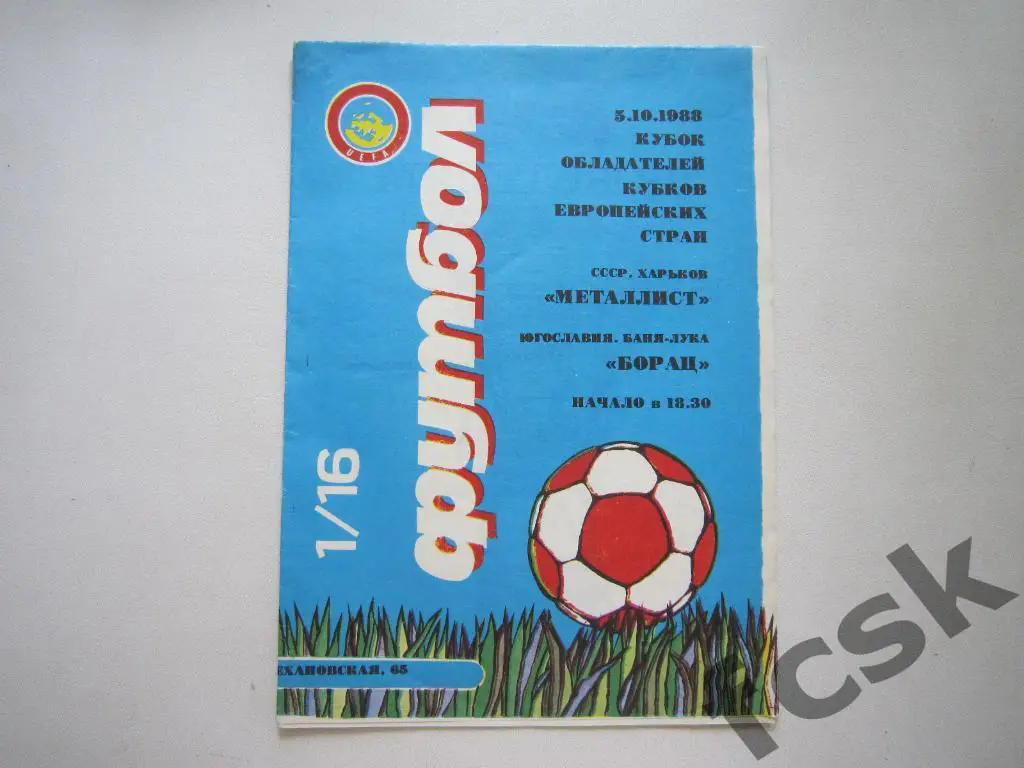 UEFA
футбол
1/16
5.10.1988
КУБОК
ОБЛАДАТЕЛЕЙ
КУБКОВ
ЕВРОПЕЙСКИХ
СТРАН
СССР. ХАРЬКОВ
«МЕТАЛЛИСТ»
ЮГОСЛАВИЯ. БАНЯ-ЛУКА
«БОРАЦ»
НАЧАЛО в 18.30
ЕХАНОВСКАЯ, 65
fcsk